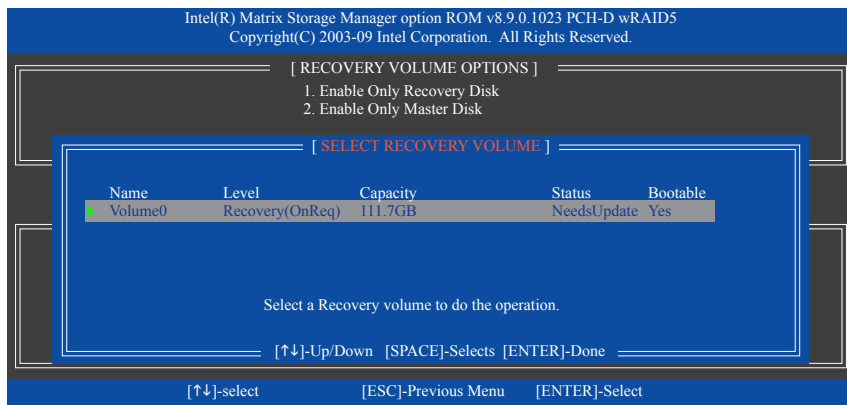 Intel(R) Matrix Storage Manager option ROM v8.9.0.1023 PCH-D wRAID5
Copyright(C) 2003-09 Intel Corporation. All Rights Reserved.
[ RECOVERY VOLUME OPTIONS ]
1. Enable Only Recovery Disk
2. Enable Only Master Disk
[ SELECT RECOVERY VOLUME ]
Name Level Capacity Status Bootable
Volume0 Recovery(OnReq) 111.7GB NeedsUpdate Yes
Select a Recovery volume to do the operation.
[↑↓]-Up/Down [SPACE]-Selects [ENTER]-Done
[↑↓]-select [ESC]-Previous Menu [ENTER]-Select